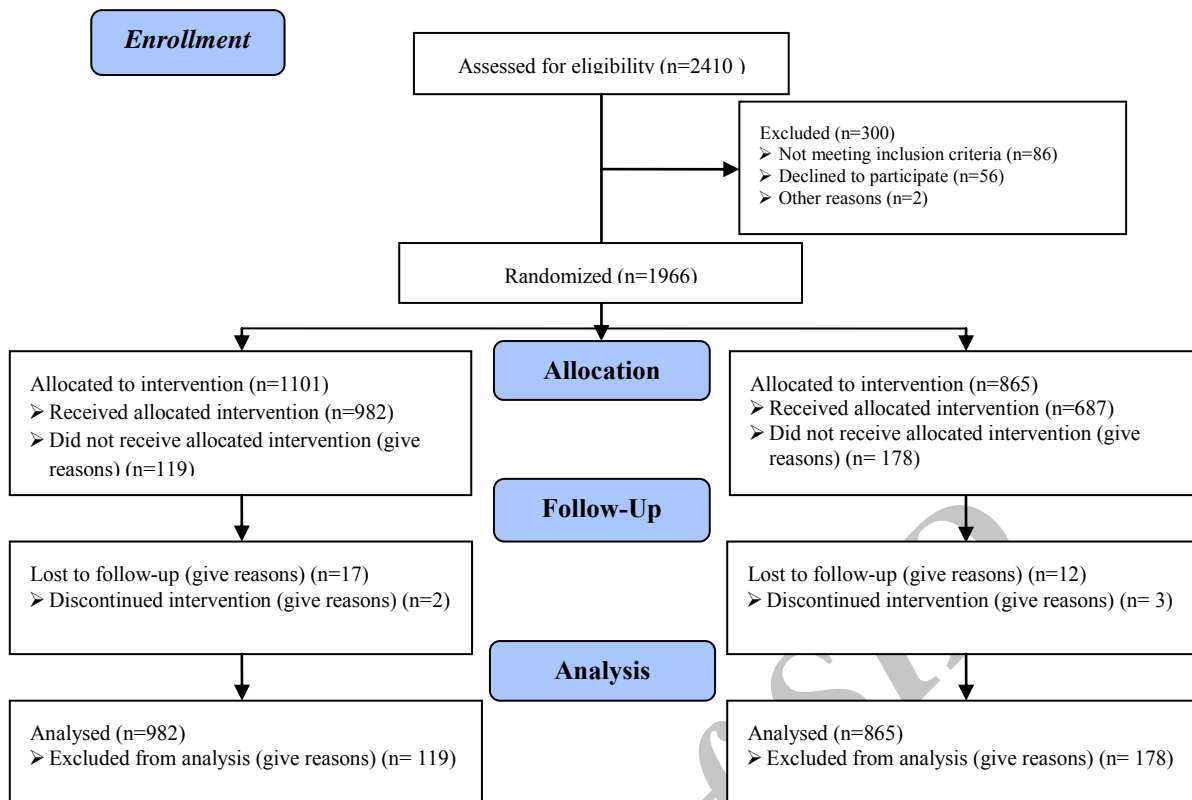 Enrollment
Assessed for eligibility (n=2410 )
Excluded (n=300)
➢ Not meeting inclusion criteria (n=86)
➢ Declined to participate (n=56)
➢ Other reasons (n=2)
Randomized (n=1966)
Allocation
Allocated to intervention (n=1101)
➢ Received allocated intervention (n=982)
➢ Did not receive allocated intervention (give
reasons) (n=119)
Allocated to intervention (n=865)
➢ Received allocated intervention (n=687)
➢ Did not receive allocated intervention (give
reasons) (n= 178)
Follow-Up
Lost to follow-up (give reasons) (n=17)
➢ Discontinued intervention (give reasons) (n=2)
Lost to follow-up (give reasons) (n=12)
➢ Discontinued intervention (give reasons) (n= 3)
Analysis
Analysed (n=982)
➢ Excluded from analysis (give reasons) (n= 119)
Analysed (n=865)
➢ Excluded from analysis (give reasons) (n= 178)